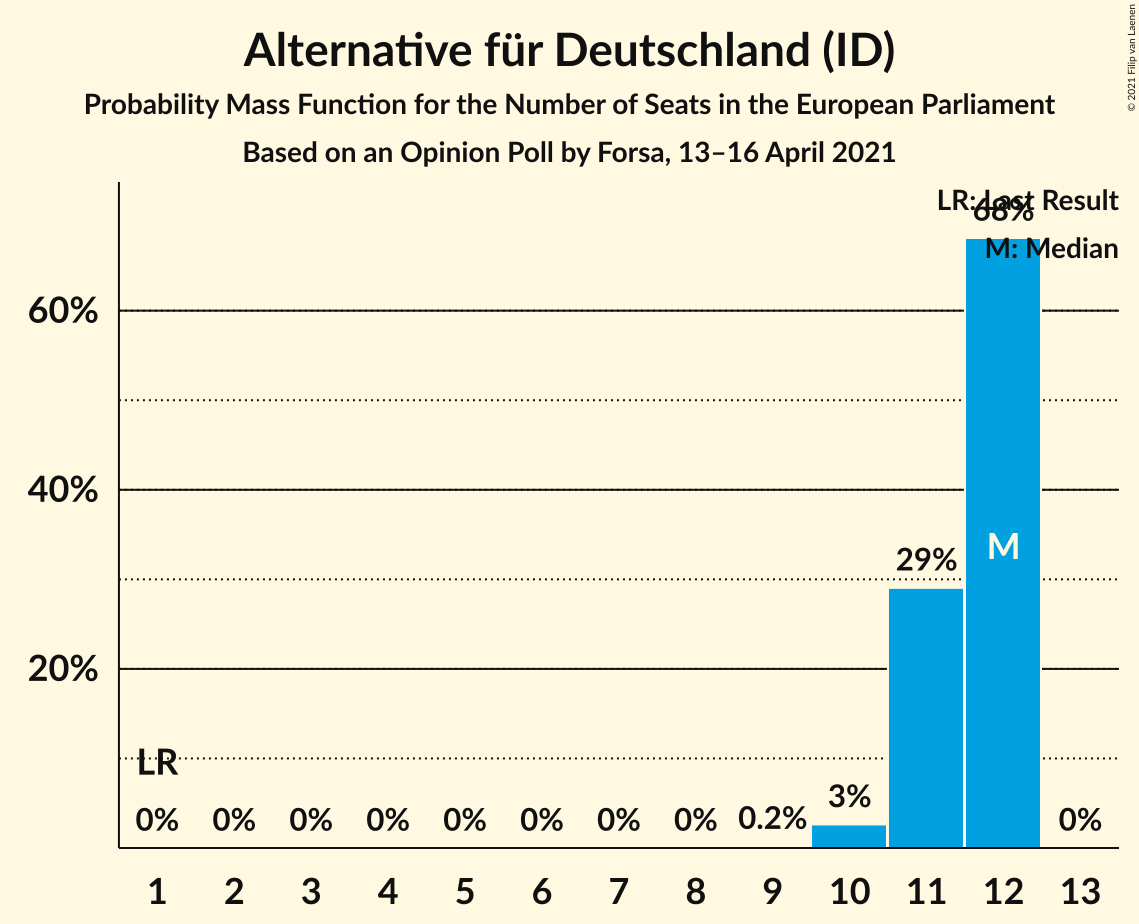 © 2021 Filip van Laenen
Alternative für Deutschland (ID)
Probability Mass Function for the Number of Seats in the European Parliament
Based on an Opinion Poll by Forsa, 13–16 April 2021
LR: Last Result
68%
M: Median
60%
40%
M
29%
20%
LR
3%
0% 0% 0% 0% 0% 0% 0% 0% 0.2% 0%
1 2 3 4 5 6 7 8 9 10 11 12 13